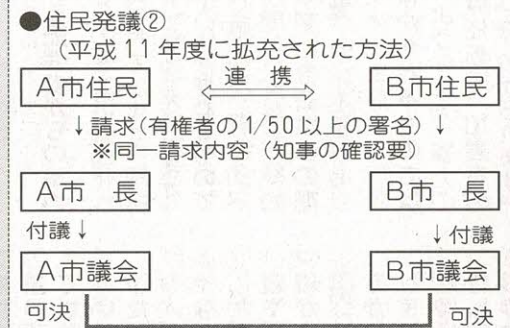 ●住民発議②
（平成11年度に拡充された方法）
A市住民 連 携 B市住民
↓請求(有権者の1/50以上の署名)↓
※同一請求内容（知事の確認要）
A市 長 B市 長
付議↓ ↓付議
A市議会 B市議会
可決 可決